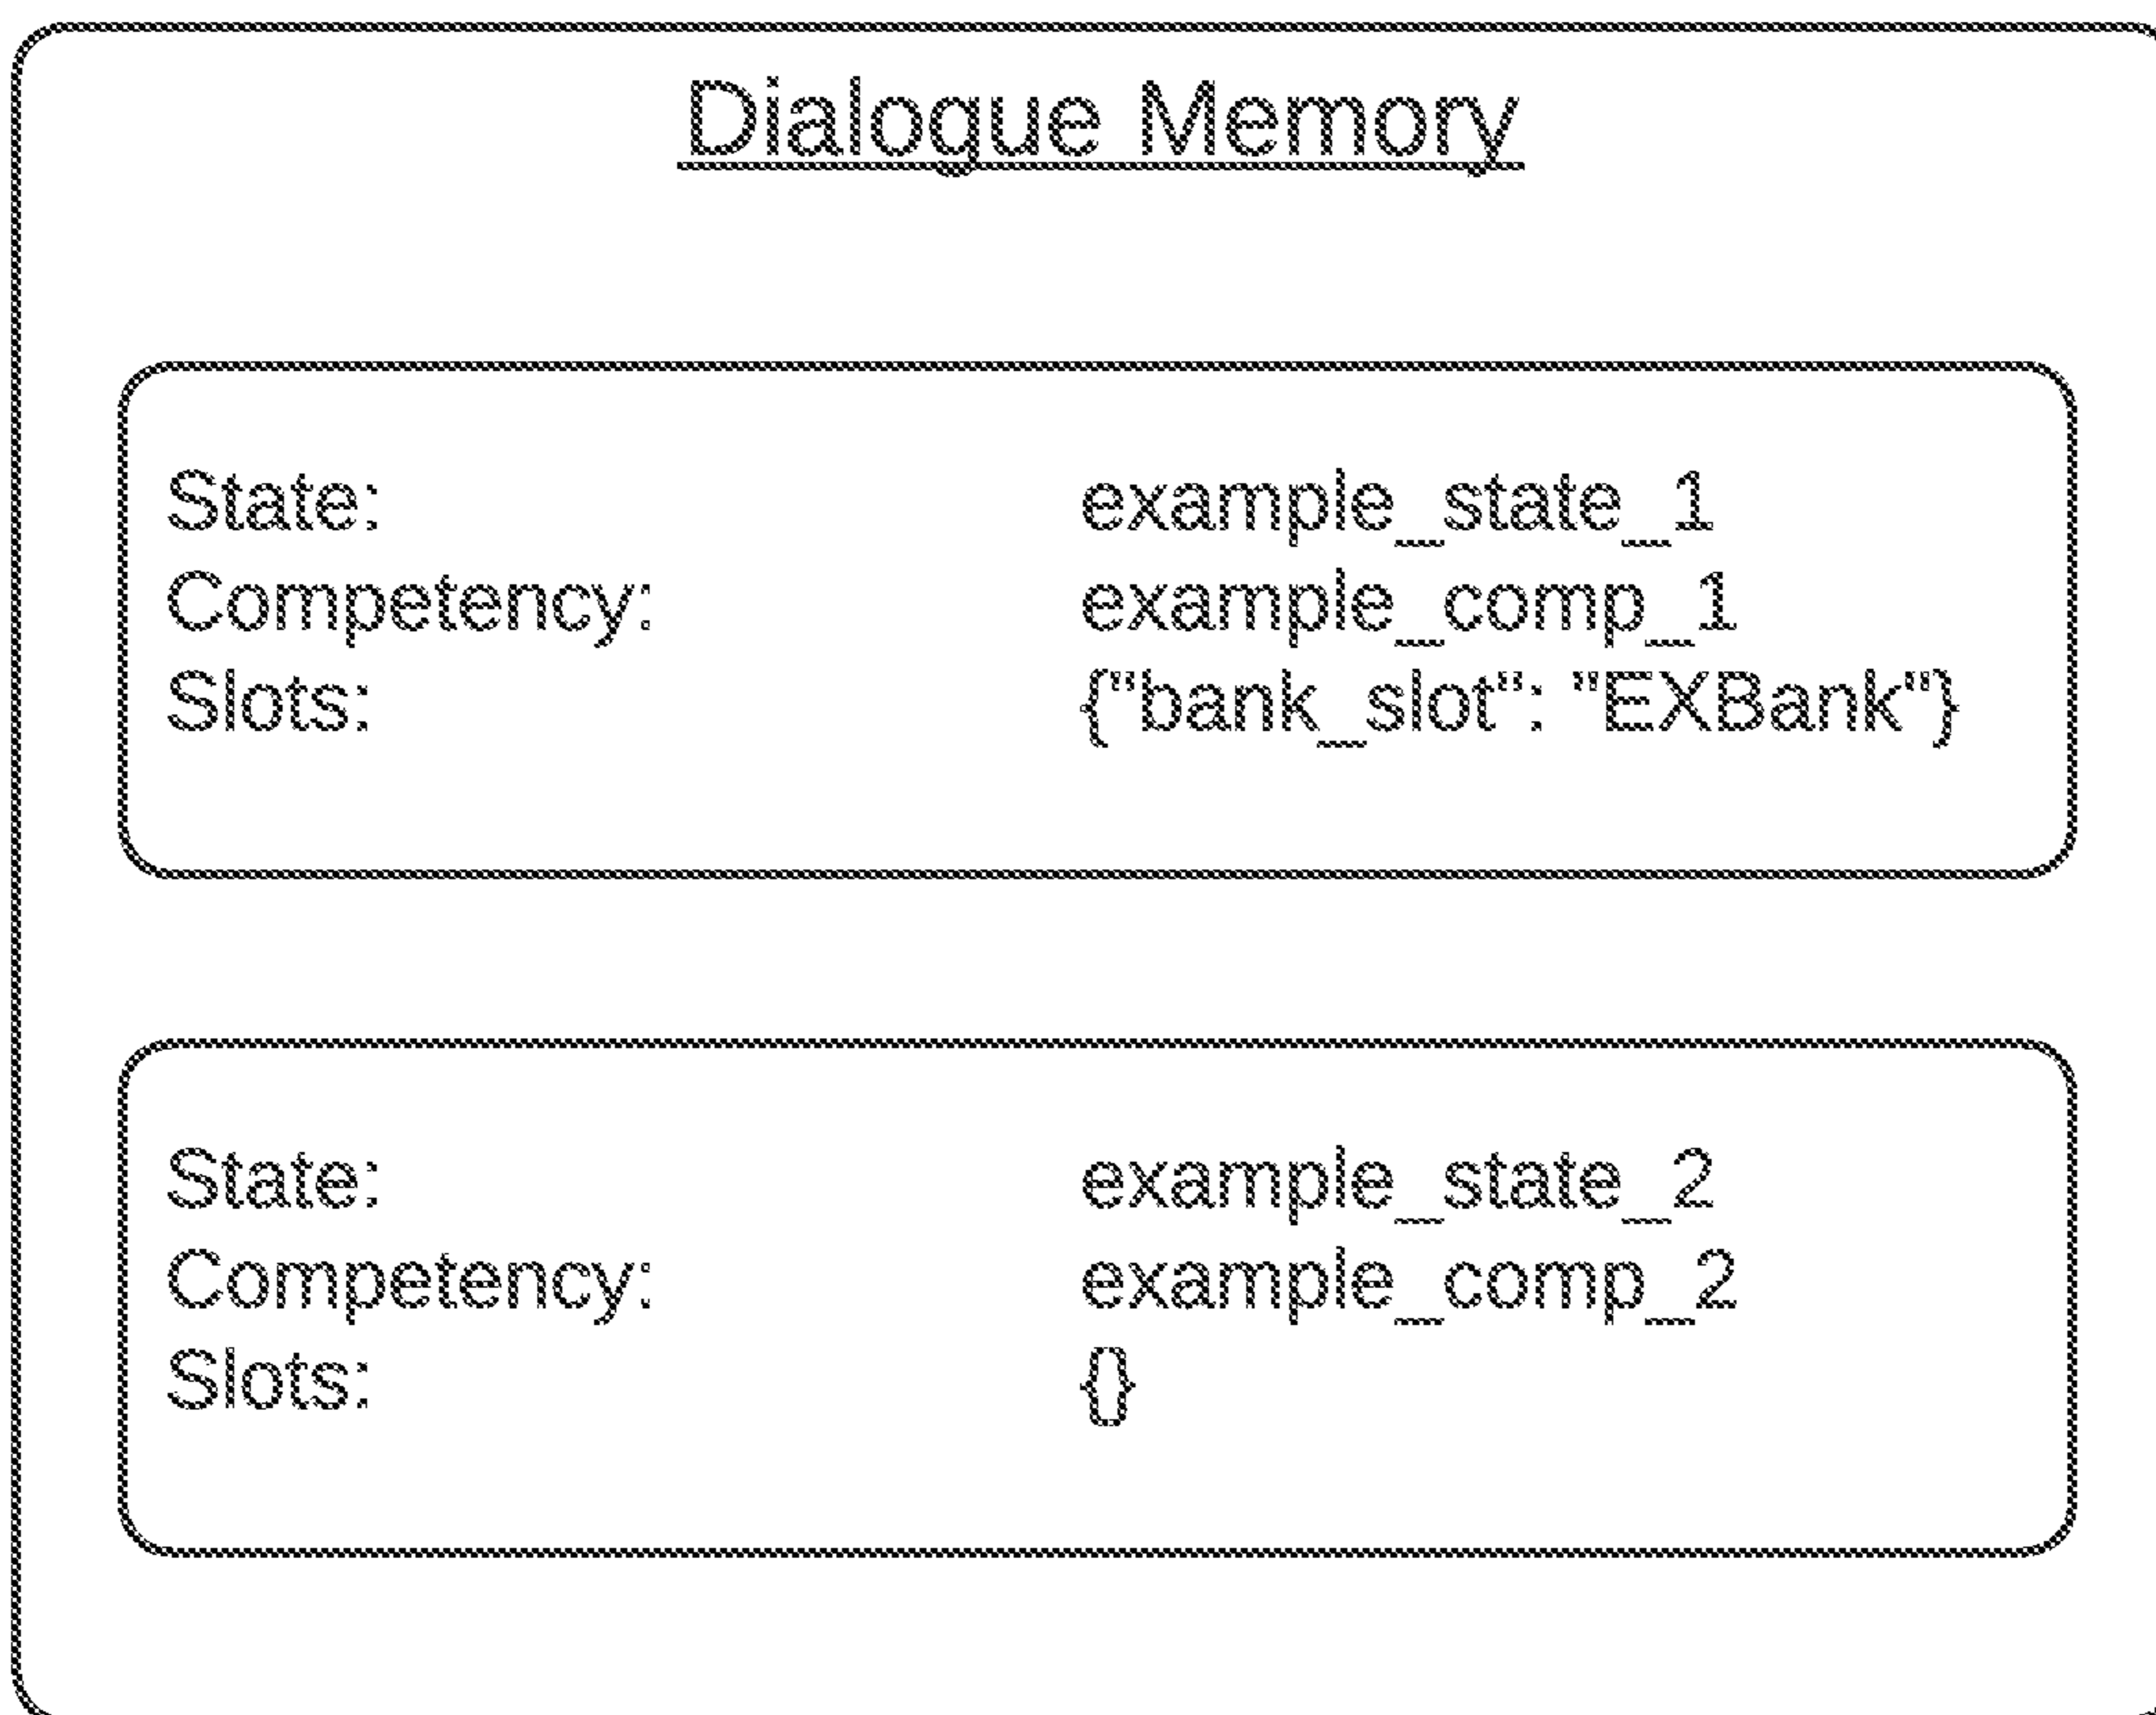 Dialogue Memory
State: example_state_1
Competency: example_comp_1
Slots: {"bank_slot": "EXBank"}
State: example_state_2
Competency: example_comp_2
Slots: {}